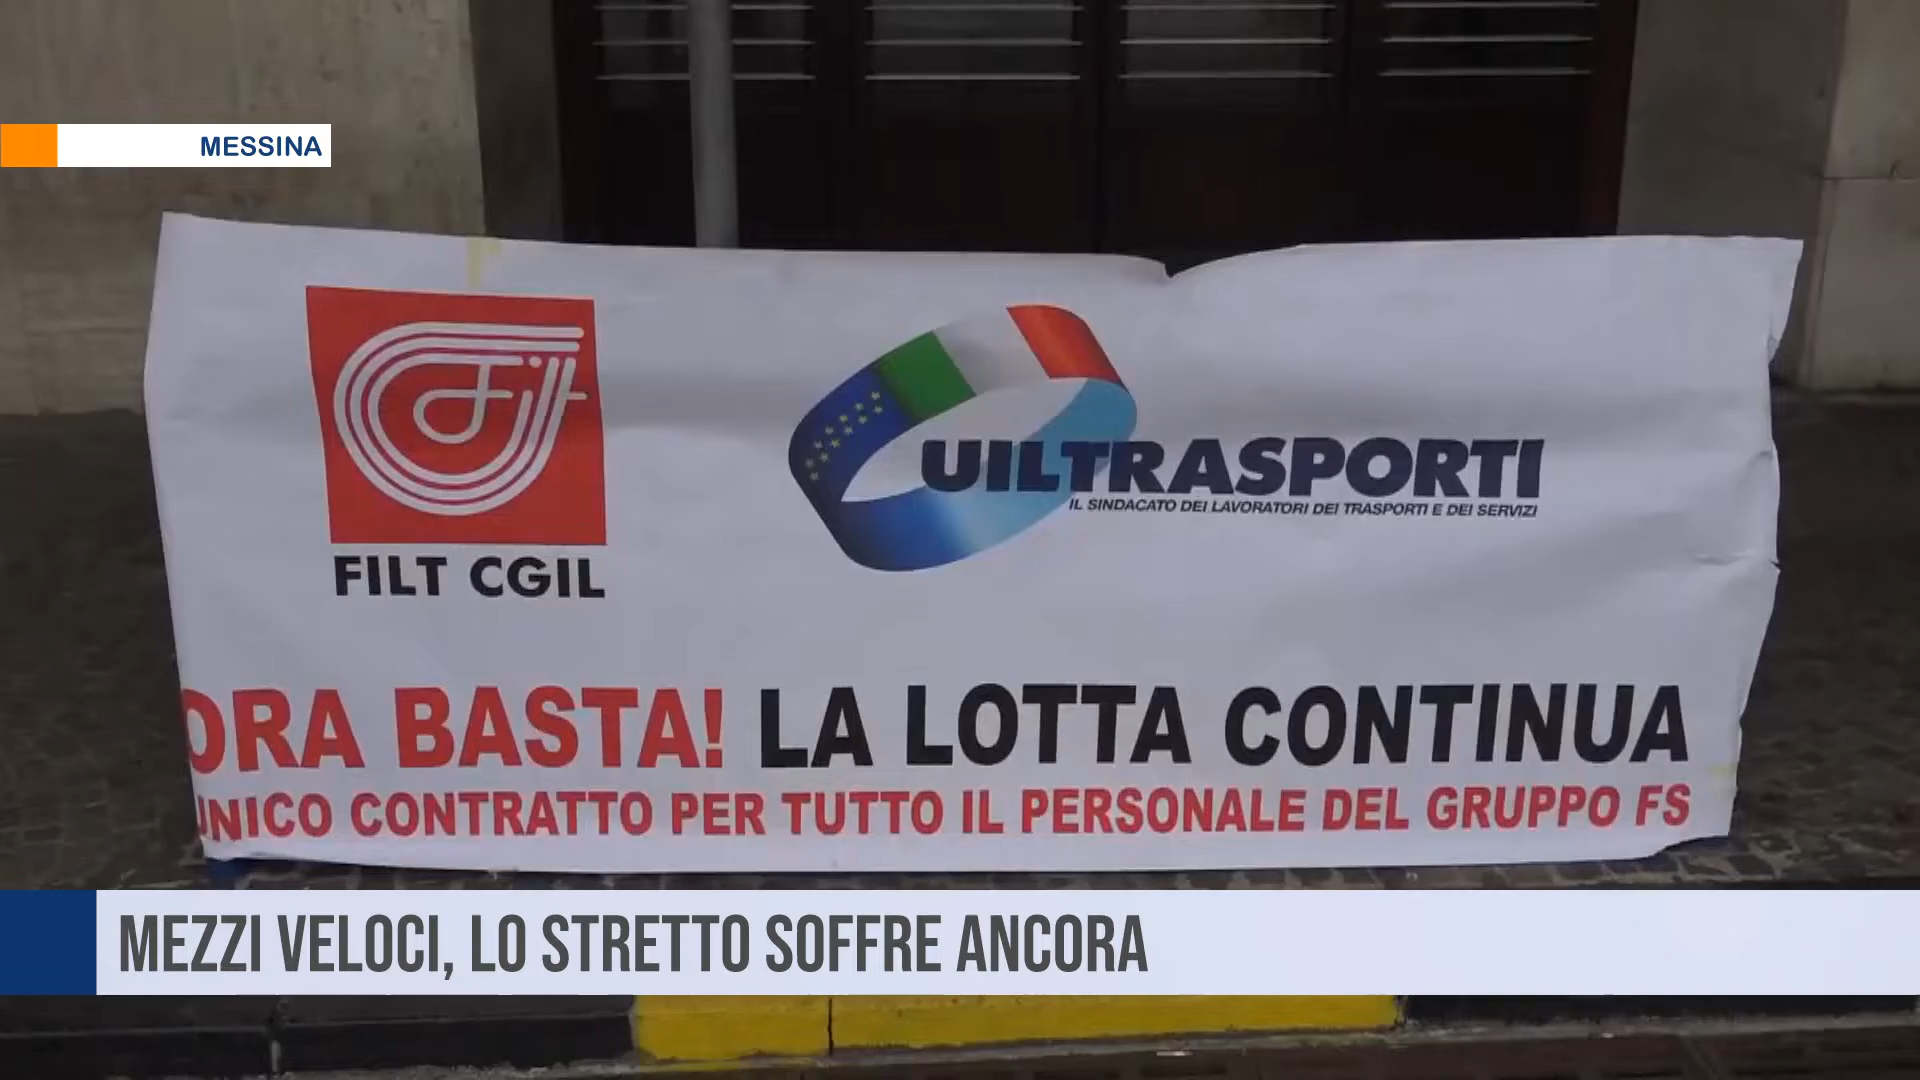 MESSINA
Filt
FILT CGIL
UILTRASPORTI
IL SINDACATO DEI LAVORATORI DEI TRASPORTI E DEI SERVIZI
ORA BASTA! LA LOTTA CONTINUA
UNICO CONTRATTO PER TUTTO IL PERSONALE DEL GRUPPO FS
MEZZI VELOCI, LO STRETTO SOFFRE ANCORA